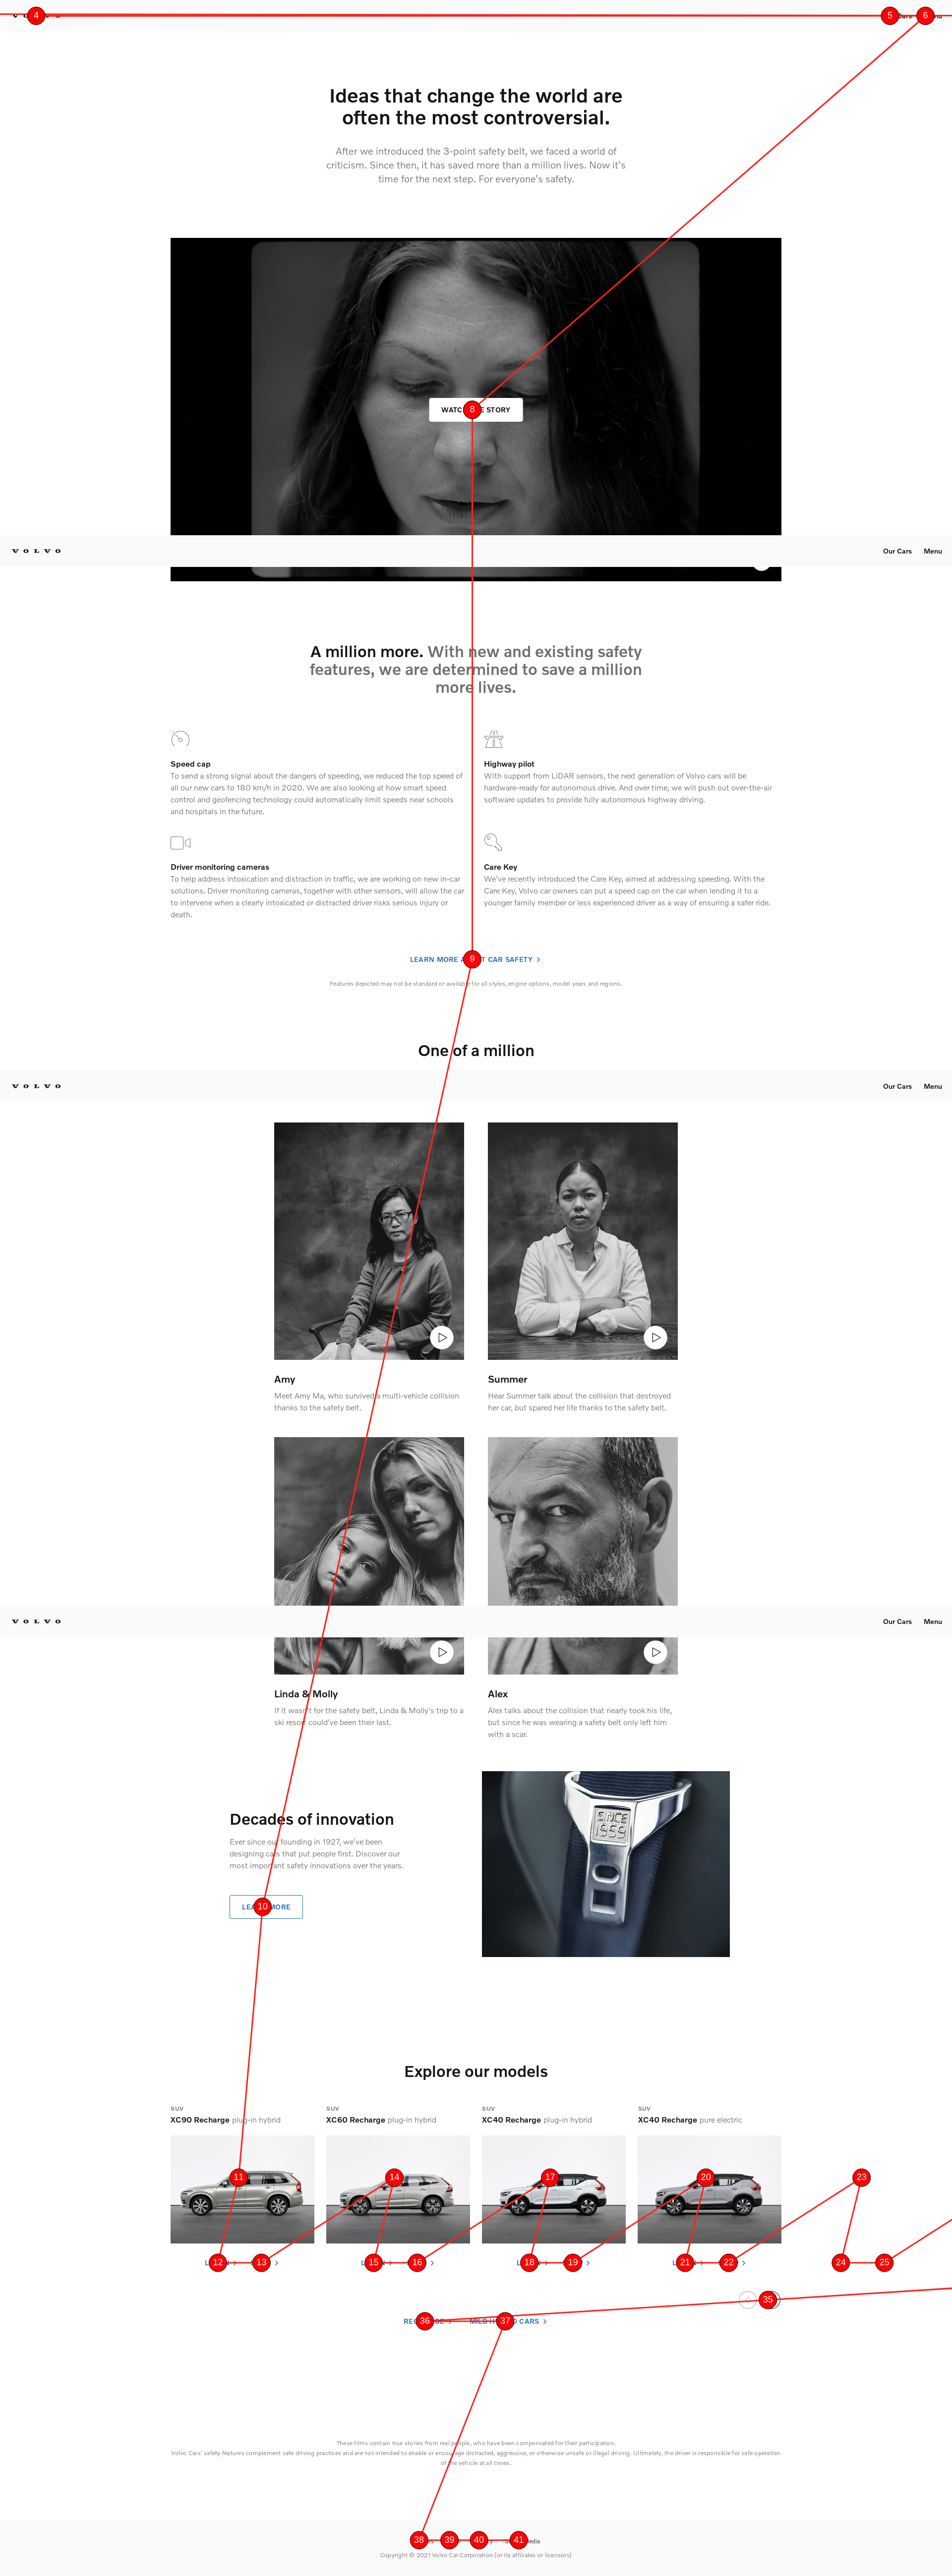 4
5
6
Ideas that change the world are
often the most controversial.
After we introduced the 3-point safety belt, we faced a world of
criticism. Since then, it has saved more than a million lives. Now it's
time for the next step. For everyone's safety.
8
STORY
VOLVO
Our Cars Menu
A million more. With new and existing safety
features, we are determined to save a million
more lives.
Speed cap
To send a strong signal about the dangers of speeding, we reduced the top speed of
all our new cars to 180 km/h in 2020. We are also looking at how smart speed
control and geofencing technology could automatically limit speeds near schools
and hospitals in the future.
Highway pilot
With support from LiDAR sensors, the next generation of Volvo cars will be
hardware-ready for autonomous drive. And over time, we will push out over-the-air
software updates to provide fully autonomous highway driving.
Driver monitoring cameras
To help address intoxication and distraction in traffic, we are working on new in-car
solutions. Driver monitoring cameras, together with other sensors, will allow the car
to intervene when a clearly intoxicated or distracted driver risks serious injury or
death.
Care Key
We've recently introduced the Care Key, aimed at addressing speeding. With the
Care Key, Volvo car owners can put a speed cap on the car when lending it to a
younger family member or less experienced driver as a way of ensuring a safer ride.
LEARN MORE 9 CAR SAFETY
Features depicted may not be standard or available for all styles, engine options, model years and regions.
One of a million
VOLVO
Our Cars Menu
Amy
Meet Amy Ma, who survived a multi-vehicle collision
thanks to the safety belt.
Summer
Hear Summer talk about the collision that destroyed
her car, but spared her life thanks to the safety belt.
VOLVO
Our Cars Menu
Linda & Molly
If it wasn't for the safety belt, Linda & Molly's trip to a
ski resort could've been their last.
Alex
Alex talks about the collision that nearly took his life,
but since he was wearing a safety belt only left him
with a scar.
Decades of innovation
Ever since our founding in 1927, we've been
designing cars that put people first. Discover our
most important safety innovations over the years.
10 MORE
SINCE
1959
Explore our models
SUV
XC90 Recharge plug-in hybrid
SUV
XC60 Recharge plug-in hybrid
SUV
XC40 Recharge plug-in hybrid
SUV
XC40 Recharge pure electric
11
14
17
20
23
12
13
15
16
18
19
21
22
24
25
35
36
37
CARS
These films contain true stories from real people, who have been compensated for their participation.
Volvo Cars' safety features complement safe driving practices and are not intended to enable or encourage distracted, aggressive, or otherwise unsafe or illegal driving. Ultimately, the driver is responsible for safe operation
of the vehicle at all times.
38
39
40
41
Copyright © 2021 Volvo Car Corporation (or its affiliates or licensors)